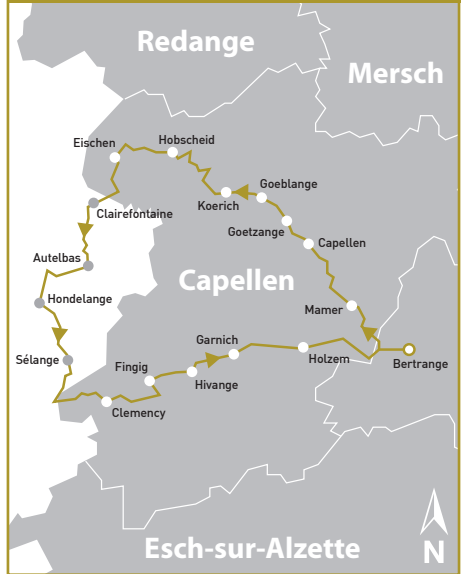 Redange
Mersch
Hobscheid
Eischen
Goeblange
Koerich
Clairefontaine
Goetzange
Capellen
Autelbas
Capellen
Hondelange
Mamer
Garnich
Sélange
Fingig
Holzem
Bertrange
Hivange
Clemency
Esch-sur-Alzette
N